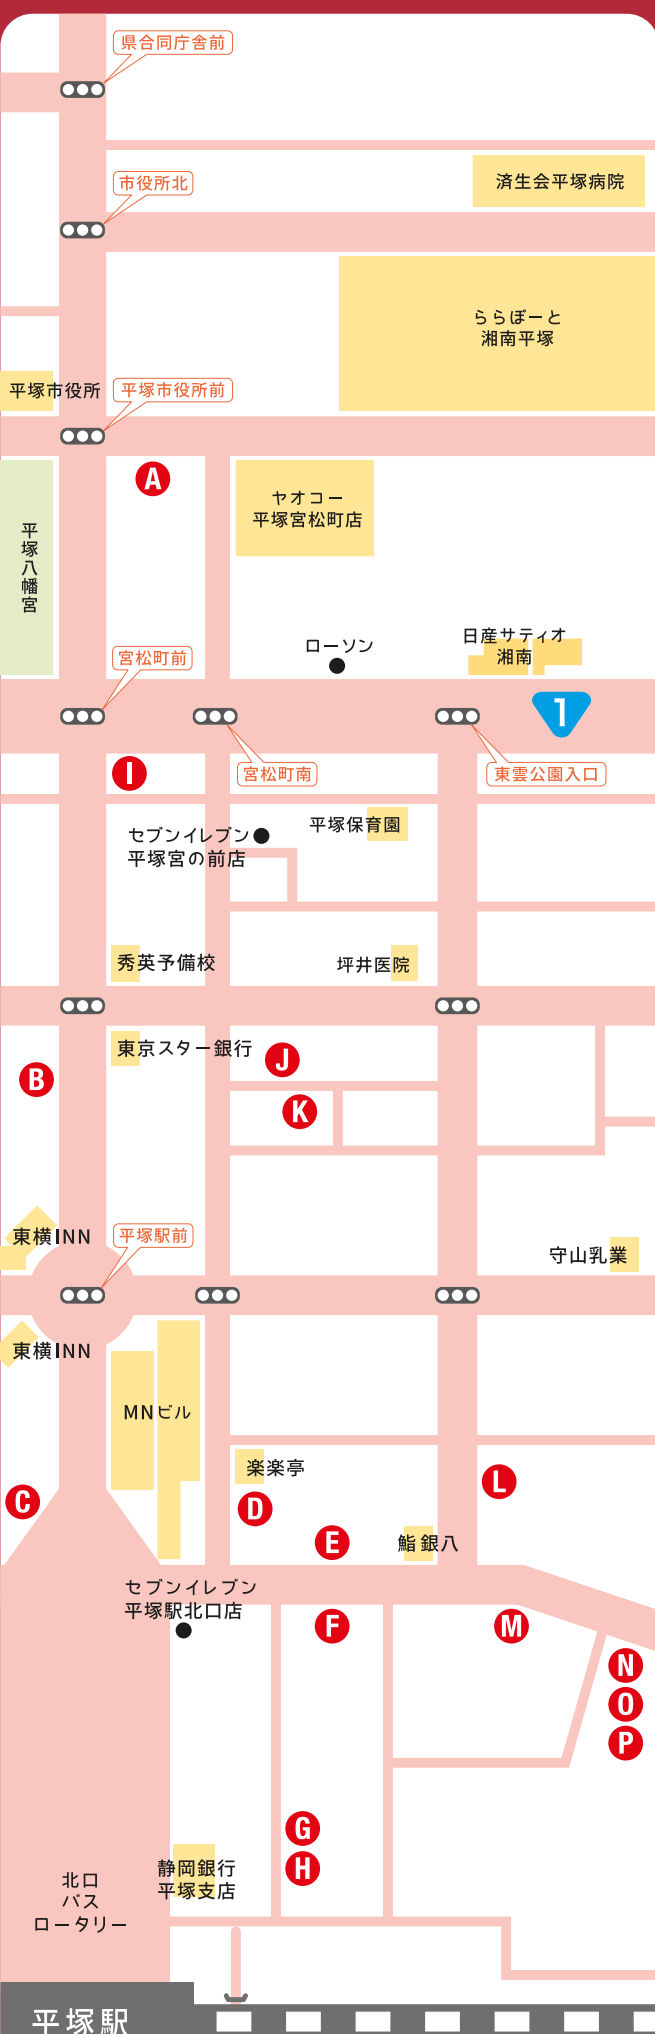 県合同庁舎前
市役所北
済生会平塚病院
ららぽーと
湘南平塚
平塚市役所
平塚市役所前
A
ヤオコー
平塚宮松町店
平塚八幡宮
ローソン
日産サティオ
湘南
宮松町前
1
I
宮松町南
東雲公園入口
セブンイレブン
平塚宮の前店
平塚保育園
秀英予備校
坪井医院
東京スター銀行
J
B
K
東横INN
平塚駅前
守山乳業
東横INN
MNビル
楽楽亭
L
C
D
E
鮨銀八
セブンイレブン
平塚駅北口店
F
M
N
O
P
G
H
静岡銀行
平塚支店
北口
バス
ロータリー
平塚駅